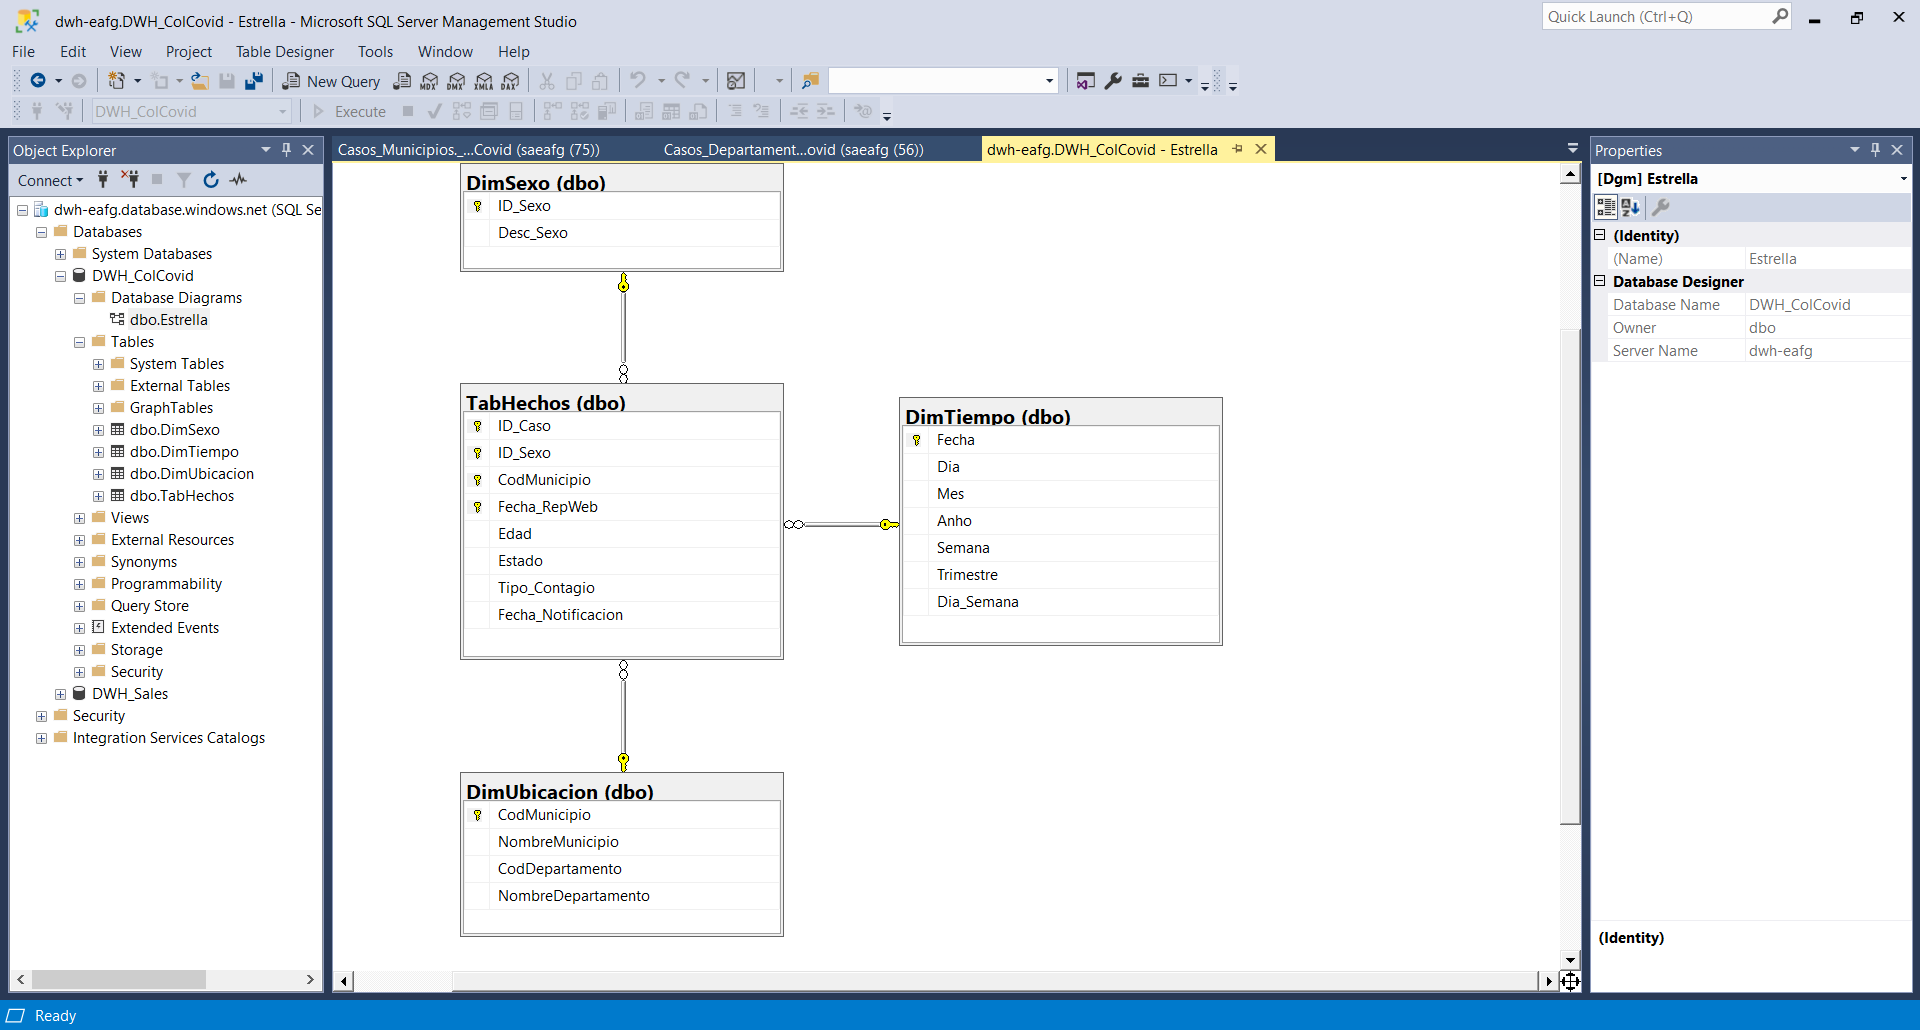 dwh-eafg.DWH_ColCovid - Estrella - Microsoft SQL Server Management Studio
Quick Launch (Ctrl+Q)
File Edit View Project Table Designer Tools Window Help
New Query MDX DMX XMLA DAX
DWH_ColCovid Execute
Object Explorer
Connect
dwh-eafg.database.windows.net (SQL Se
Databases
System Databases
DWH_ColCovid
Database Diagrams
dbo.Estrella
Tables
System Tables
External Tables
GraphTables
dbo.DimSexo
dbo.DimTiempo
dbo.DimUbicacion
dbo.TabHechos
Views
External Resources
Synonyms
Programmability
Query Store
Extended Events
Storage
Security
DWH_Sales
Security
Integration Services Catalogs
Casos_Municipios._...Covid (saeafg (75))
Casos_Departament...ovid (saeafg (56))
dwh-eafg.DWH_ColCovid - Estrella
DimSexo (dbo)
ID_Sexo
Desc_Sexo
TabHechos (dbo)
ID_Caso
ID_Sexo
CodMunicipio
Fecha_RepWeb
Edad
Estado
Tipo_Contagio
Fecha_Notificacion
DimTiempo (dbo)
Fecha
Dia
Mes
Anho
Semana
Trimestre
Dia_Semana
DimUbicacion (dbo)
CodMunicipio
NombreMunicipio
CodDepartamento
NombreDepartamento
Properties
[Dgm] Estrella
(Identity)
(Name) Estrella
Database Designer
Database Name DWH_ColCovid
Owner dbo
Server Name dwh-eafg
(Identity)
Ready